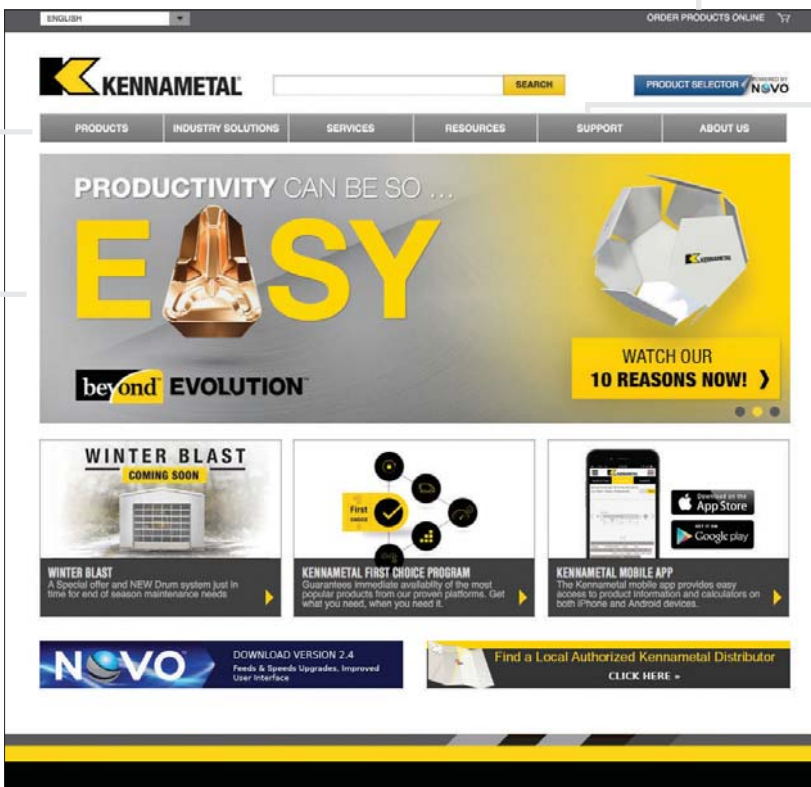 ENGLISH
ORDER PRODUCTS ONLINE
KENNAMETAL®
SEARCH
PRODUCT SELECTOR
POWERED BY
NOVO
PRODUCTS
INDUSTRY SOLUTIONS
SERVICES
RESOURCES
SUPPORT
ABOUT US
PRODUCTIVITY CAN BE SO ...
EASY
beyond™ EVOLUTION™
KENNAMETAL
WATCH OUR
10 REASONS NOW! ❯
WINTER BLAST
COMING SOON
WINTER BLAST
A Special offer and NEW Drum system just in
time for end of season maintenance needs
First
CHOICE
KENNAMETAL FIRST CHOICE PROGRAM
Guarantees immediate availability of the most
popular products from our proven platforms. Get
what you need, when you need it.
KENNAMETAL
Download on the
App Store
GET IT ON
Google play
KENNAMETAL MOBILE APP
The Kennametal mobile app provides easy
access to product information and calculators on
both iPhone and Android devices.
NOVO
DOWNLOAD VERSION 2.4
Feeds & Speeds Upgrades, Improved
User Interface
Find a Local Authorized Kennametal Distributor
CLICK HERE »